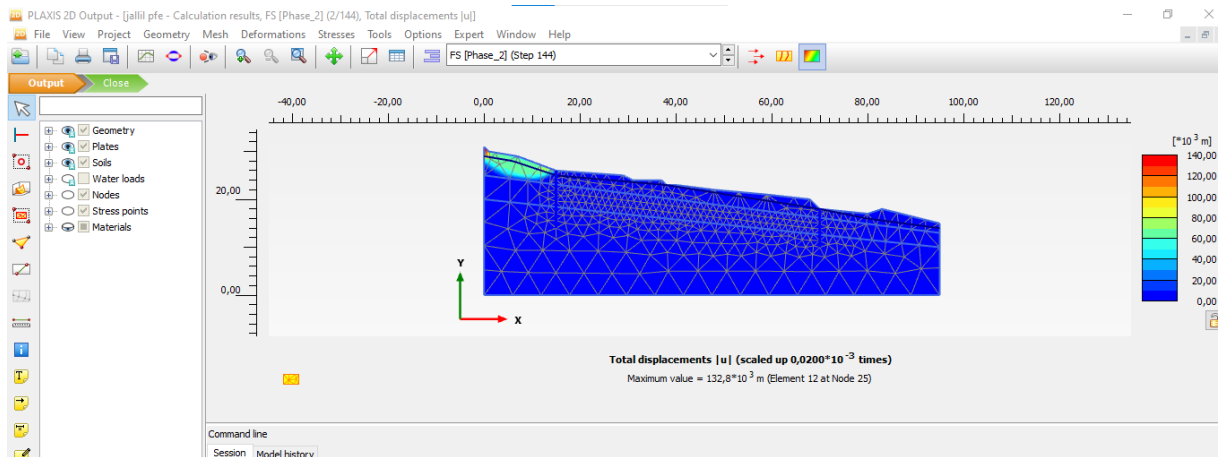 PLAXIS 2D Output - [jallil pfe - Calculation results, FS [Phase_2] (2/144), Total displacements |u|]
File View Project Geometry Mesh Deformations Stresses Tools Options Expert Window Help
FS [Phase_2] (Step 144)
Output Close
-40,00 -20,00 0,00 20,00 40,00 60,00 80,00 100,00 120,00
Geometry
Plates
Soils
Water loads
Nodes
Stress points
Materials
20,00
0,00
Y
X
[*10 3 m]
140,00
120,00
100,00
80,00
60,00
40,00
20,00
0,00
Total displacements |u| (scaled up 0,0200*10 -3 times)
Maximum value = 132,8*10 3 m (Element 12 at Node 25)
Command line
Session Model history